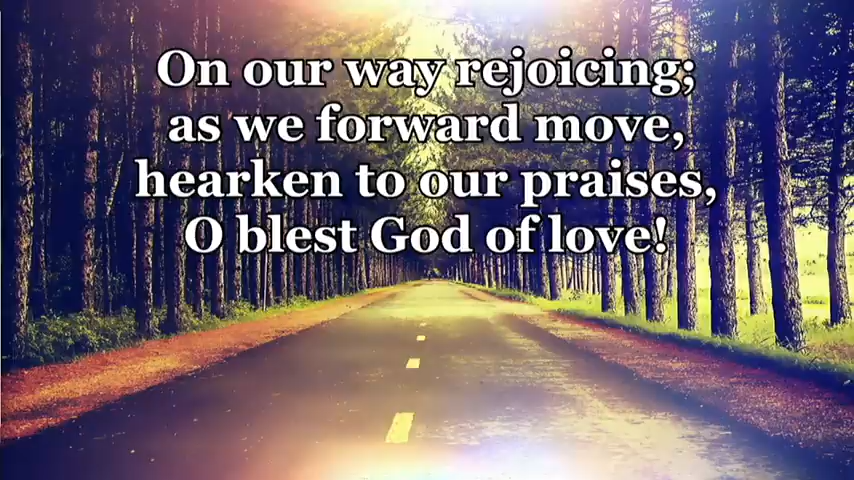 On our way rejoicing;
as we forward move,
hearken to our praises,
O blest God of love!